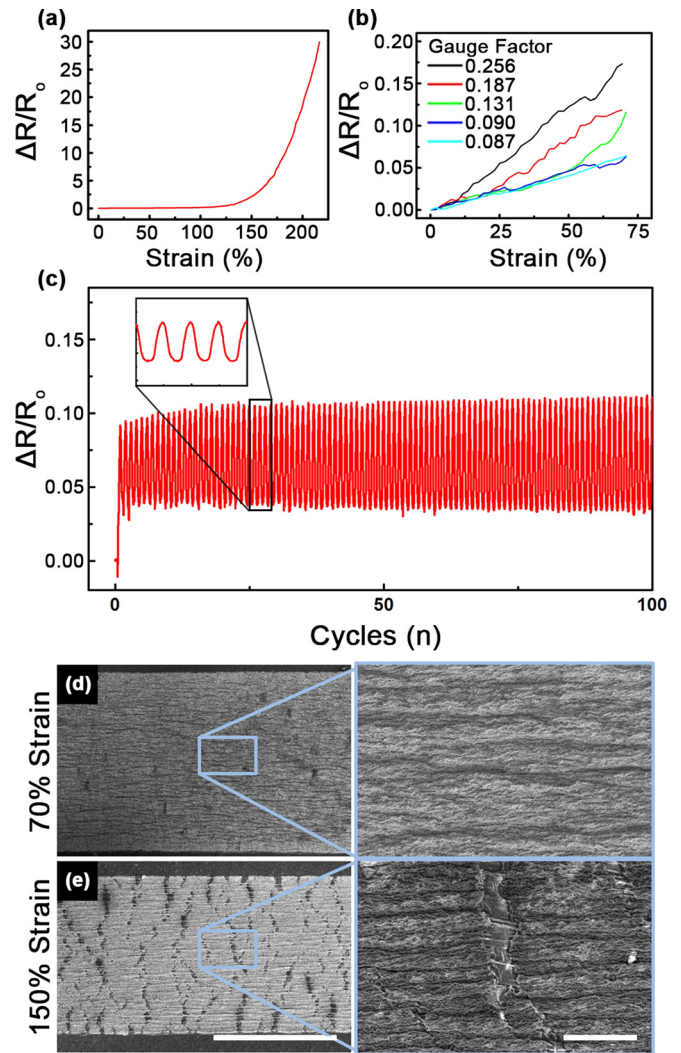 (a)
ΔR/Rₒ
30
25
20
15
10
5
0
0 50 100 150 200
Strain (%)
(b)
ΔR/Rₒ
0.20
0.15
0.10
0.05
0.00
Gauge Factor
0.256
0.187
0.131
0.090
0.087
0 25 50 75
Strain (%)
(c)
ΔR/Rₒ
0.15
0.10
0.05
0.00
0 50 100
Cycles (n)
(d)
70% Strain
(e)
150% Strain